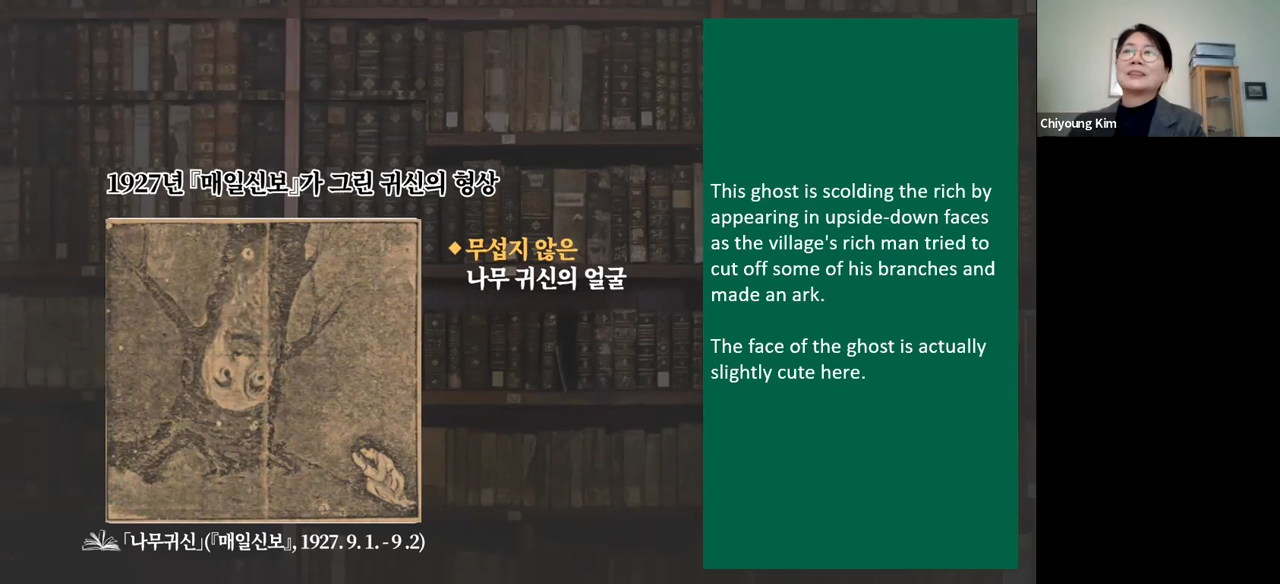 1927년 『매일신보』가 그린 귀신의 형상
◆ 무섭지 않은
나무 귀신의 얼굴
「나무귀신」(『매일신보』, 1927. 9. 1. - 9 .2)
This ghost is scolding the rich by
appearing in upside-down faces
as the village's rich man tried to
cut off some of his branches and
made an ark.
The face of the ghost is actually
slightly cute here.
Chiyoung Kim